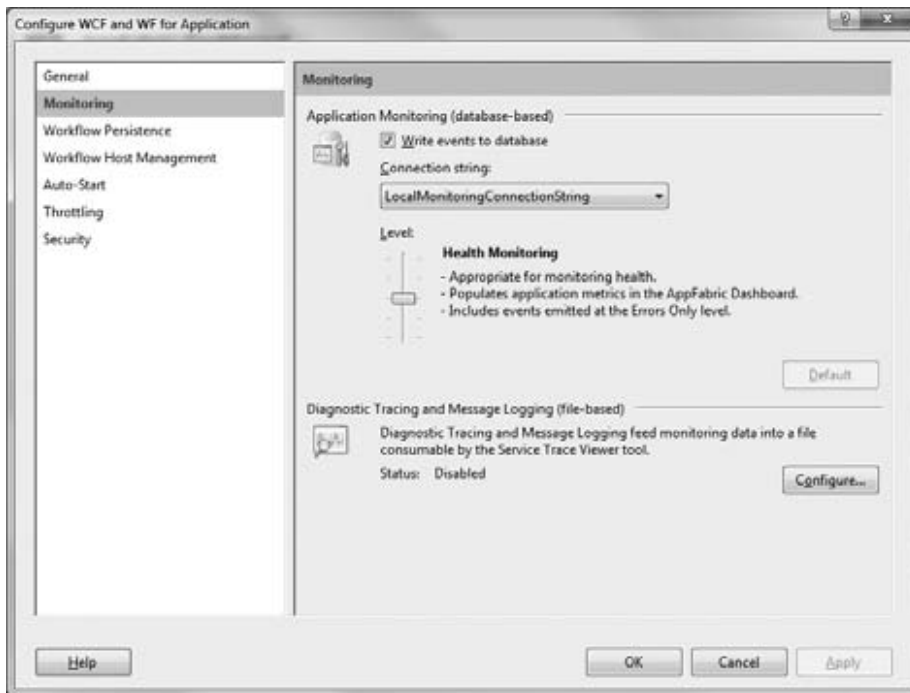 Configure WCF and WF for Application
General
Monitoring
Workflow Persistence
Workflow Host Management
Auto-Start
Throttling
Security
Monitoring
Application Monitoring (database-based)
Write events to database
Connection string:
LocalMonitoringConnectionString
Level:
Health Monitoring
- Appropriate for monitoring health.
- Populates application metrics in the AppFabric Dashboard.
- Includes events emitted at the Errors Only level.
Default
Diagnostic Tracing and Message Logging (file-based)
Diagnostic Tracing and Message Logging feed monitoring data into a file
consumable by the Service Trace Viewer tool.
Status: Disabled
Configure...
Help
OK
Cancel
Apply